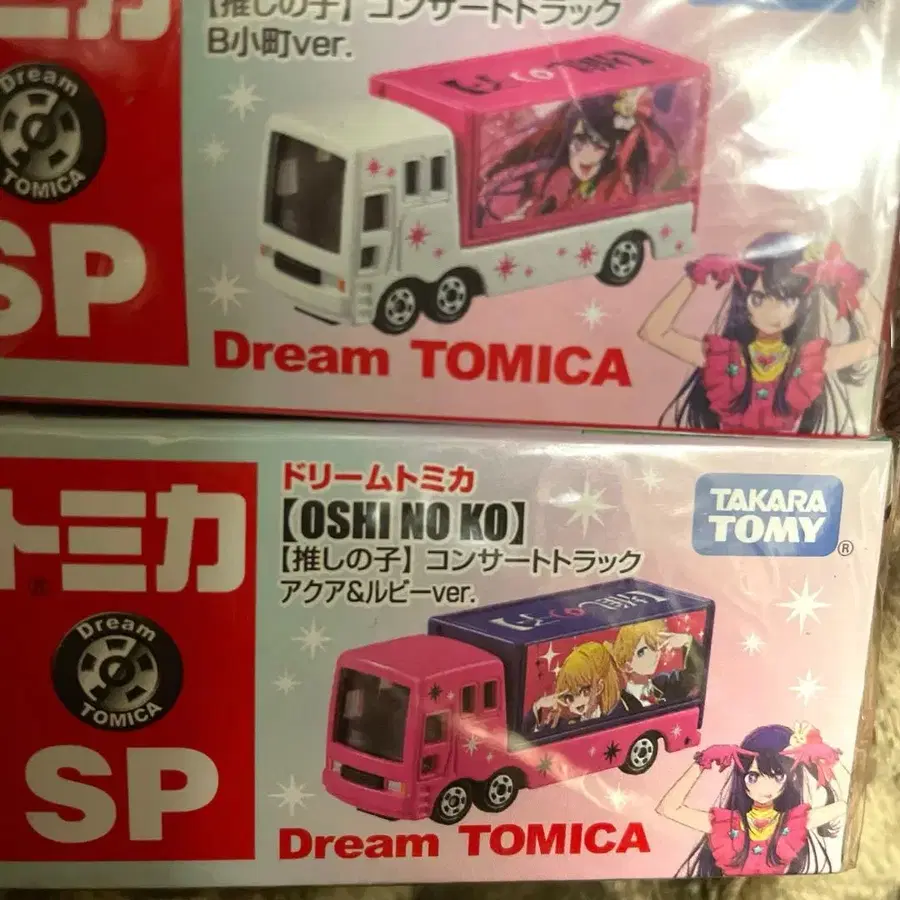 【推しの子】コンサートトラック
B小町ver.
Dream
TOMICA
SP
Dream TOMICA
トミカ
®
Dream
TOMICA
SP
ドリームトミカ
【OSHI NO KO】
【推しの子】コンサートトラック
アクア&ルビーver.
TAKARA
TOMY
®
Dream TOMICA